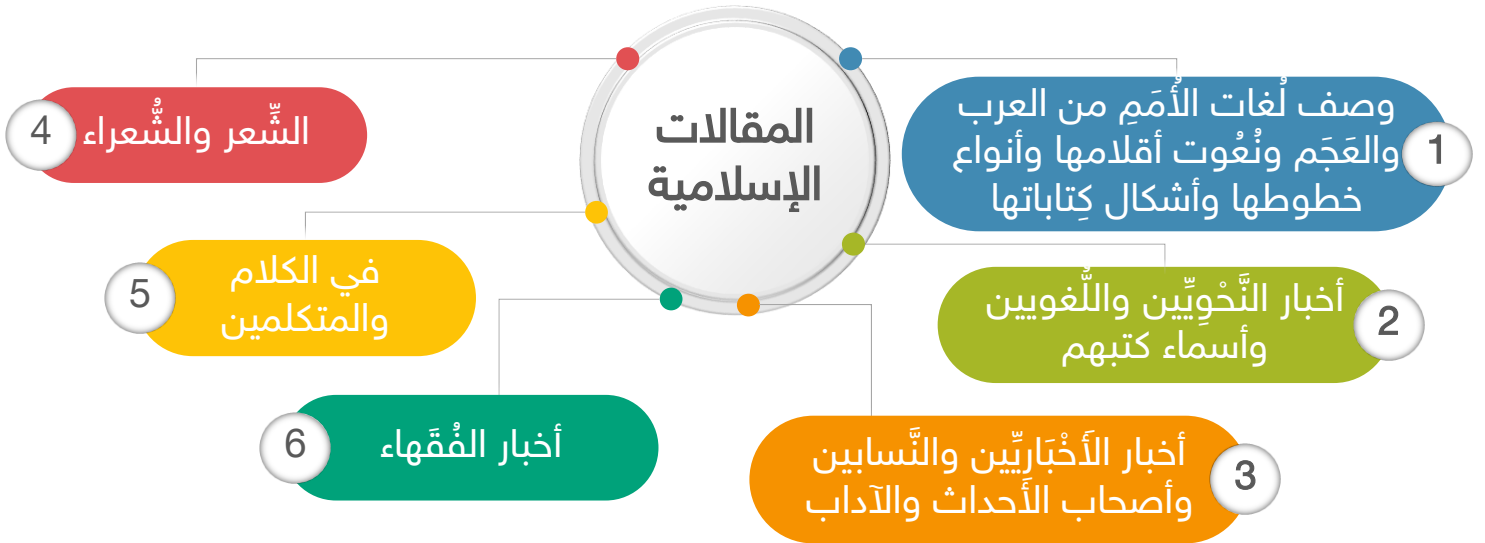 المقالات
الإسلامية
1
وصف لُغات الأُمَمِ من العرب
والعَجَم ونُعُوت أقلامها وأنواع
خطوطها وأشكال كِتاباتها
2
أخبار النَّحْوِيِّين واللُّغويين
وأسماء كتبهم
3
أخبار الأَخْبَارِيِّين والنَّسابين
وأصحاب الأَحداث والآداب
4
الشِّعر والشُّعراء
5
في الكلام
والمتكلمين
6
أخبار الفُقَهاء